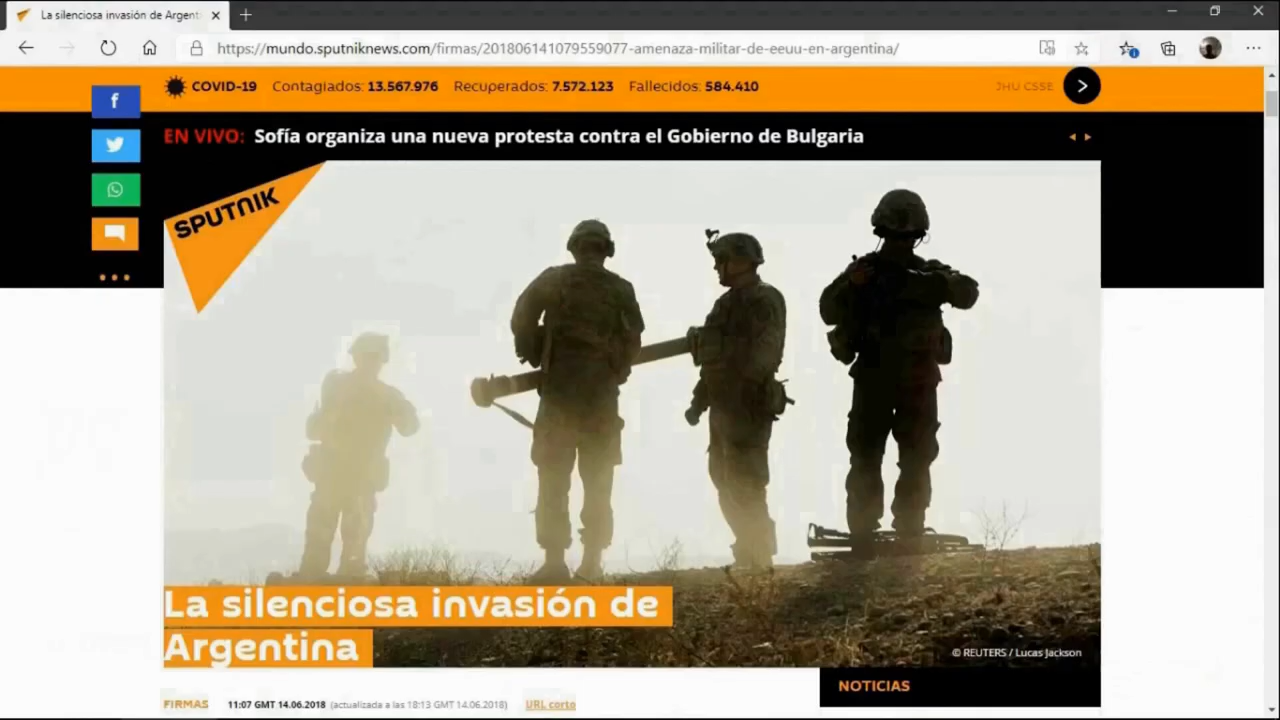 La silenciosa invasión de Argent
https://mundo.sputniknews.com/firmas/201806141079559077-amenaza-militar-de-eeuu-en-argentina/
COVID-19 Contagiados: 13.567.976 Recuperados: 7.572.123 Fallecidos: 584.410 JHU CSSE
EN VIVO: Sofía organiza una nueva protesta contra el Gobierno de Bulgaria
SPUTNIK
La silenciosa invasión de
Argentina
© REUTERS / Lucas Jackson
NOTICIAS
FIRMAS 11:07 GMT 14.06.2018 (actualizada a las 18:13 GMT 14.06.2018) URL corto